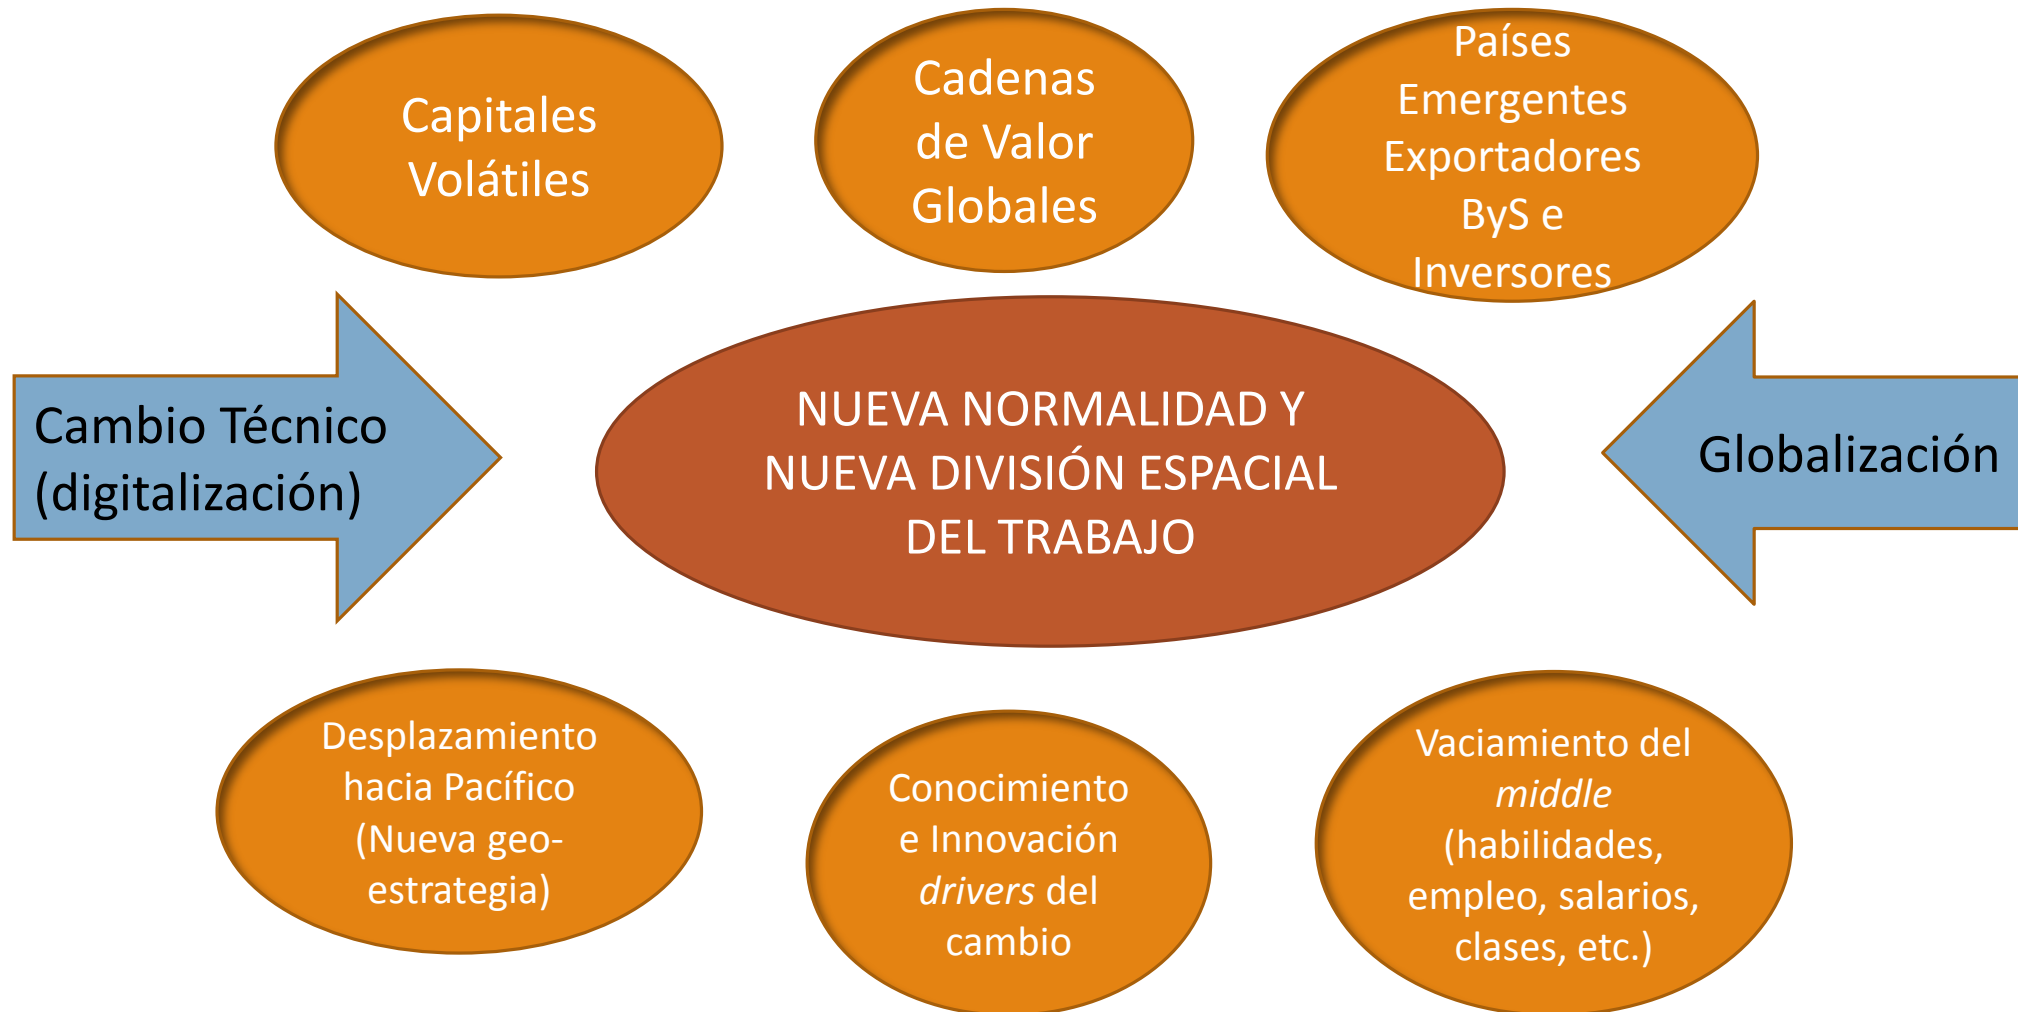 Capitales
Volátiles
Cadenas
de Valor
Globales
Países
Emergentes
Exportadores
ByS e
Inversores
Cambio Técnico
(digitalización)
NUEVA NORMALIDAD Y
NUEVA DIVISIÓN ESPACIAL
DEL TRABAJO
Globalización
Desplazamiento
hacia Pacífico
(Nueva geo-
estrategia)
Conocimiento
e Innovación
drivers del
cambio
Vaciamiento del
middle
(habilidades,
empleo, salarios,
clases, etc.)